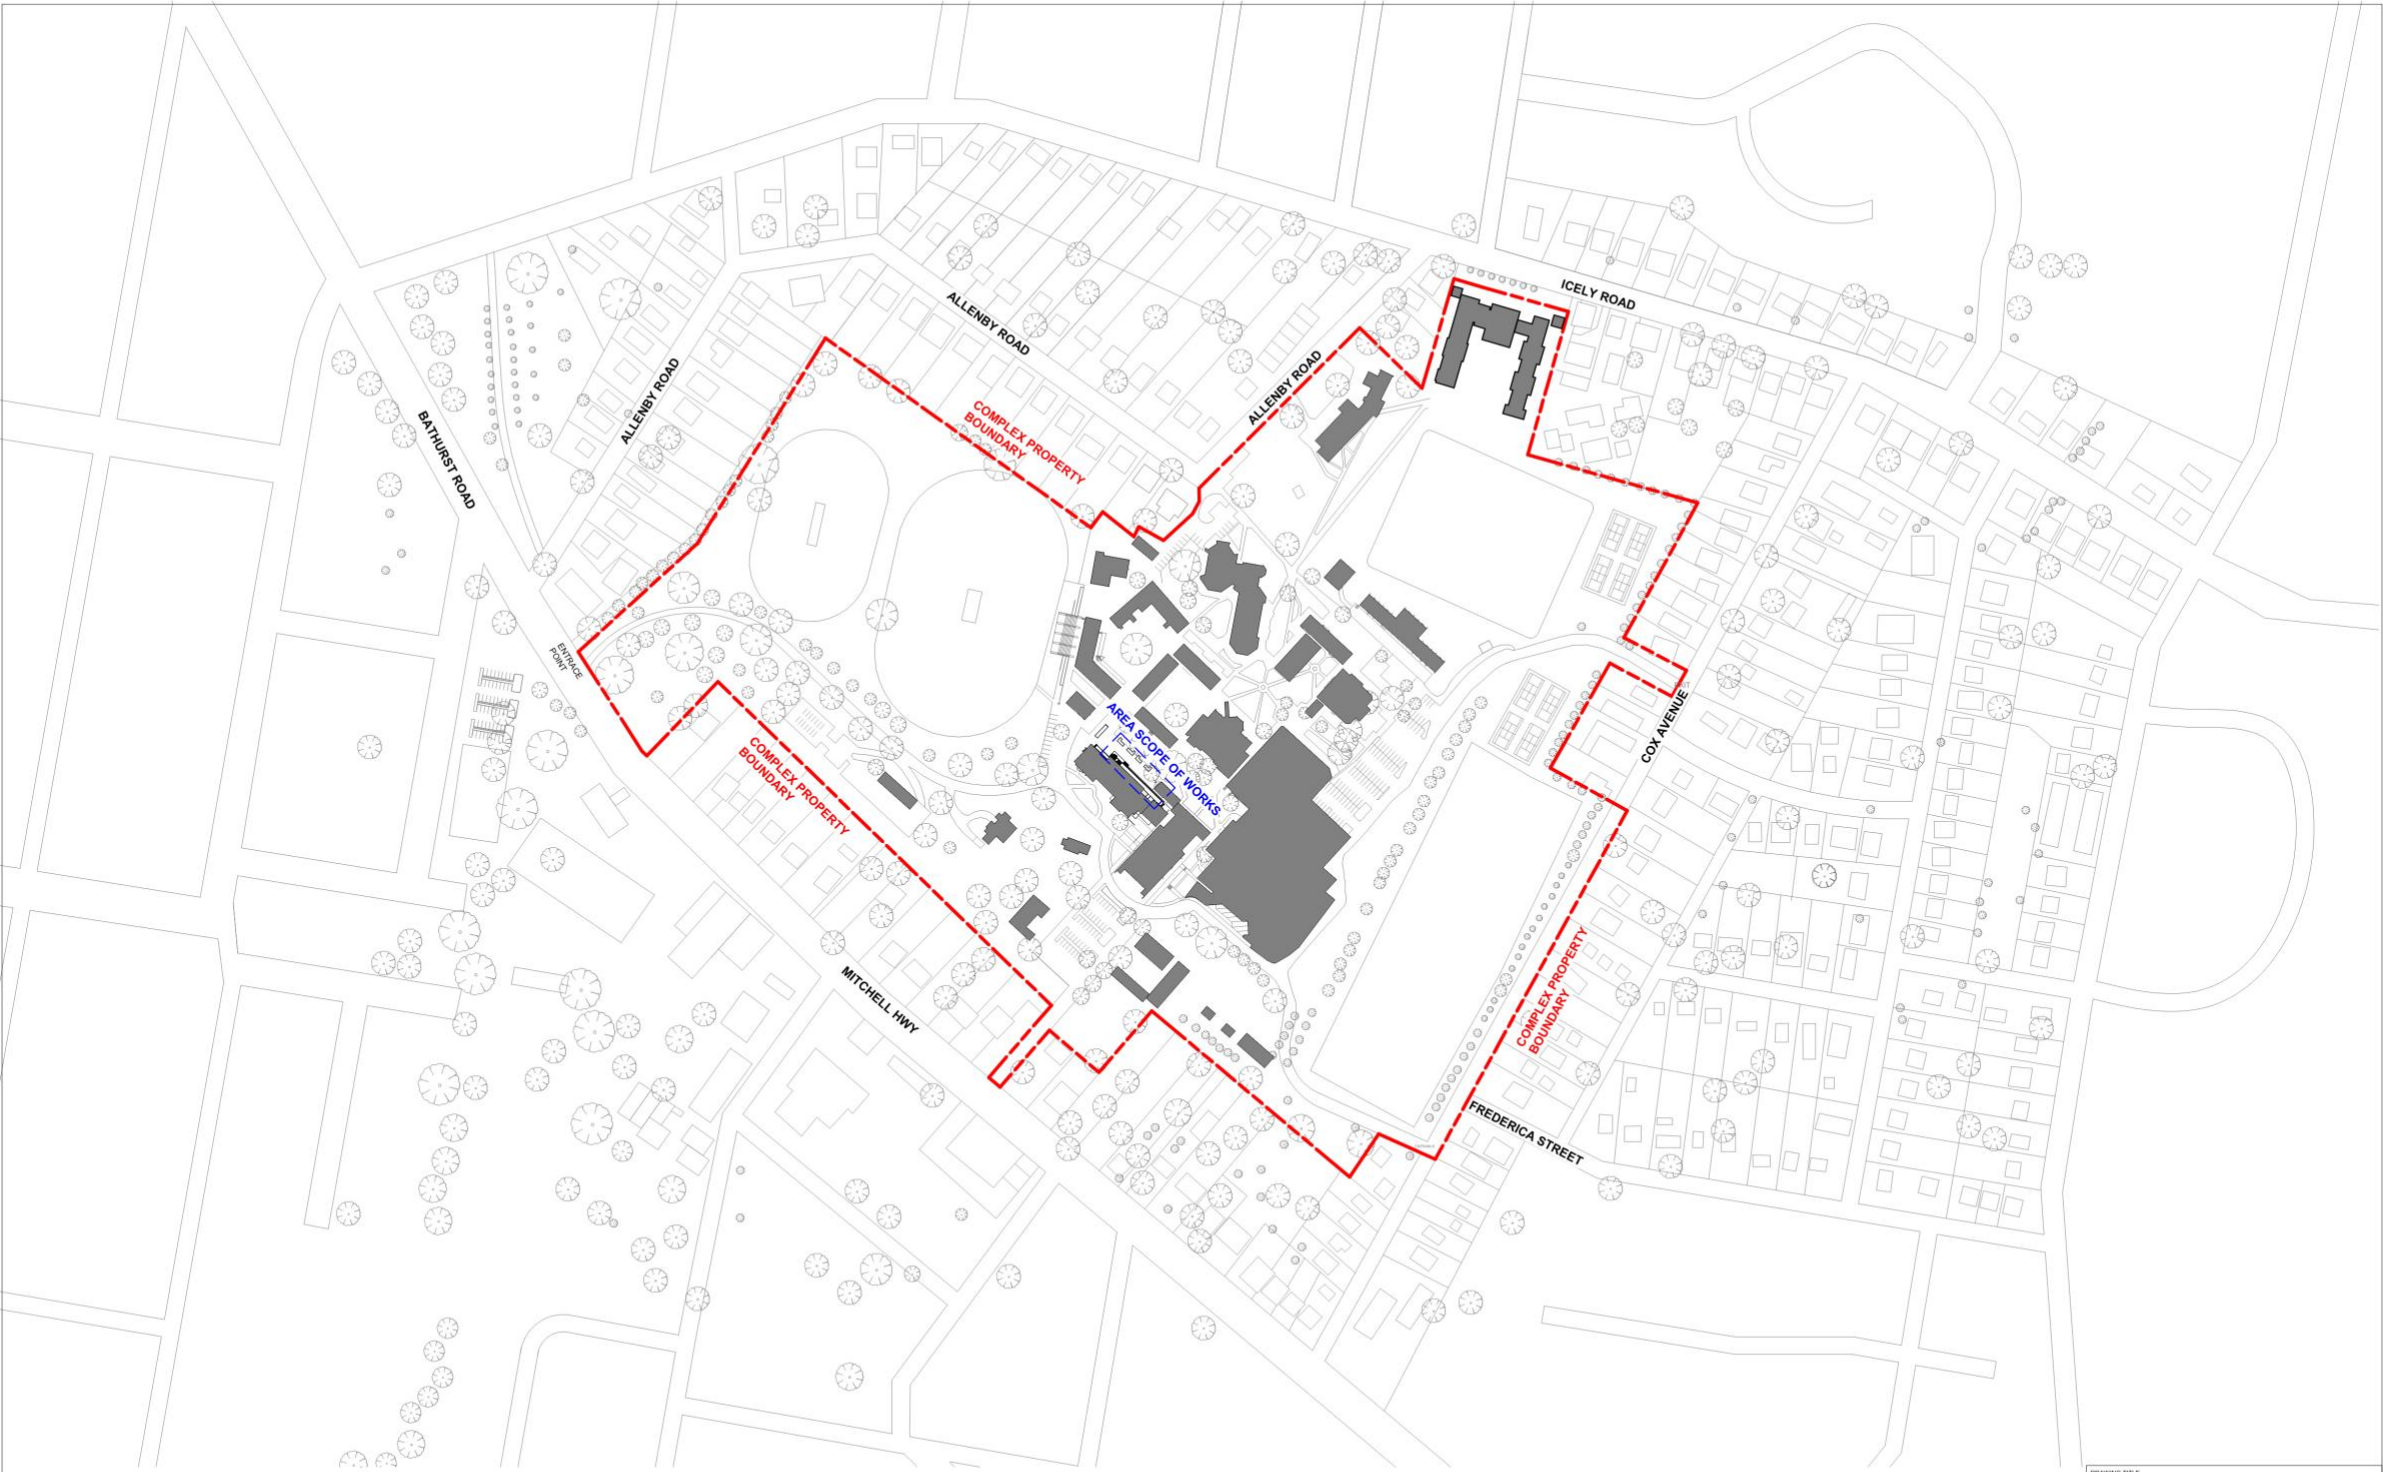 ICELY ROAD
ALLENBY ROAD
ALLENBY ROAD
ALLENBY ROAD
BATHURST ROAD
COMPLEX PROPERTY
BOUNDARY
ENTRACE
POINT
COX AVENUE
AREA SCOPE OF WORKS
COMPLEX PROPERTY
BOUNDARY
MITCHELL HWY
COMPLEX PROPERTY
BOUNDARY
FREDERICA STREET